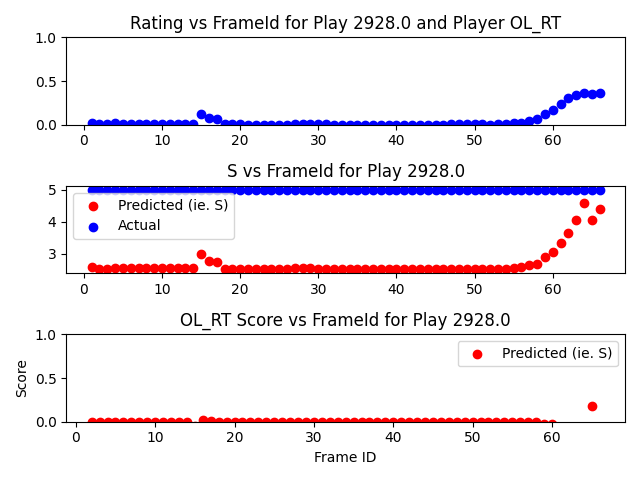 Rating vs FrameId for Play 2928.0 and Player OL_RT
1.0
0.5
0.0
0 10 20 30 40 50 60
S vs FrameId for Play 2928.0
5
4
3
Predicted (ie. S)
Actual
0 10 20 30 40 50 60
OL_RT Score vs FrameId for Play 2928.0
1.0
0.5
0.0
Score
Predicted (ie. S)
0 10 20 30 40 50 60
Frame ID